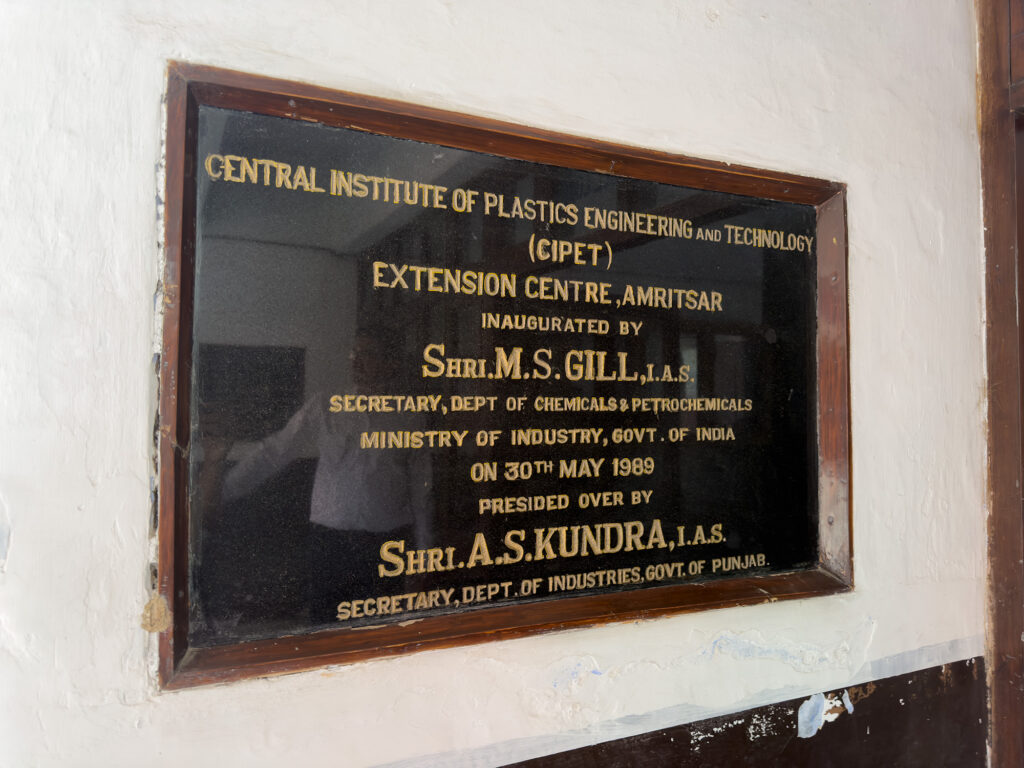 CENTRAL INSTITUTE OF PLASTICS ENGINEERING AND TECHNOLOGY
(CIPET)
EXTENSION CENTRE, AMRITSAR
INAUGURATED BY
SHRI. M. S. GILL, I.A.S.
SECRETARY, DEPT OF CHEMICALS & PETROCHEMICALS
MINISTRY OF INDUSTRY, GOVT. OF INDIA
ON 30TH MAY 1989
PRESIDED OVER BY
SHRI. A.S. KUNDRA, I.A.S.
SECRETARY, DEPT. OF INDUSTRIES, GOVT. OF PUNJAB.